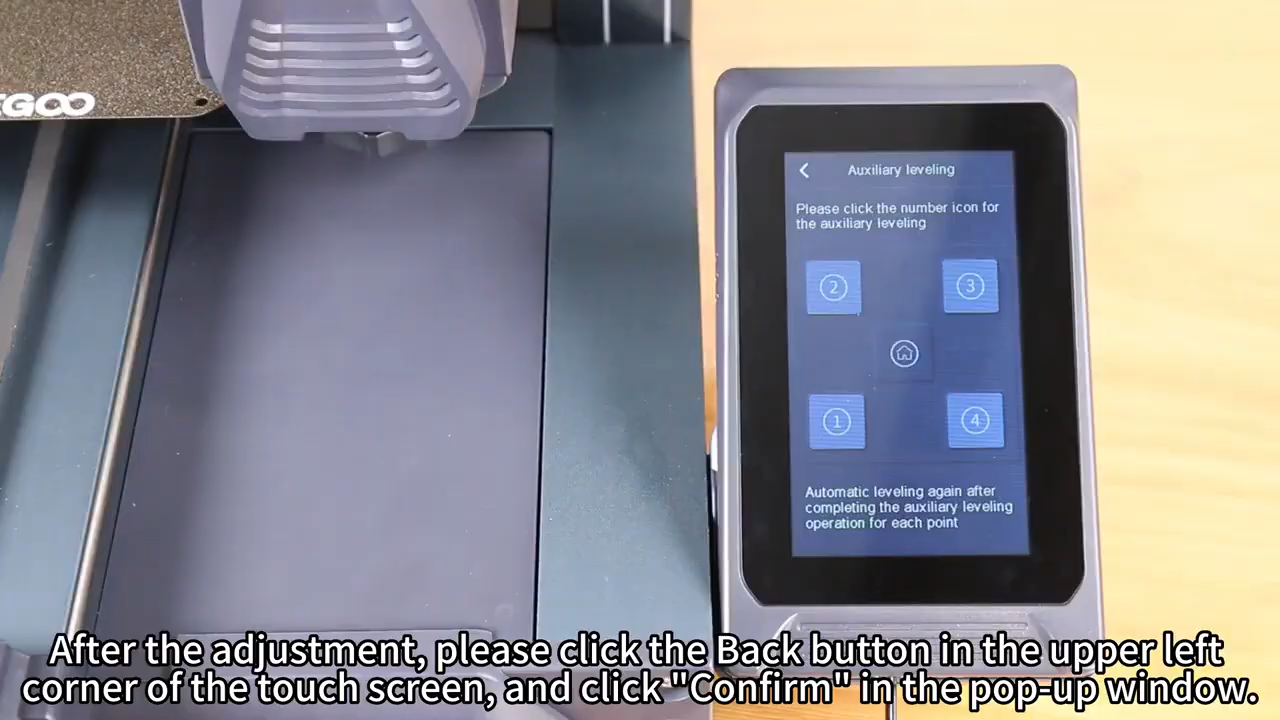 EGOO
Auxiliary leveling
Please click the number icon for
the auxiliary leveling
2
3
1
4
Automatic leveling again after
completing the auxiliary leveling
operation for each point
After the adjustment, please click the Back button in the upper left
corner of the touch screen, and click "Confirm" in the pop-up window.